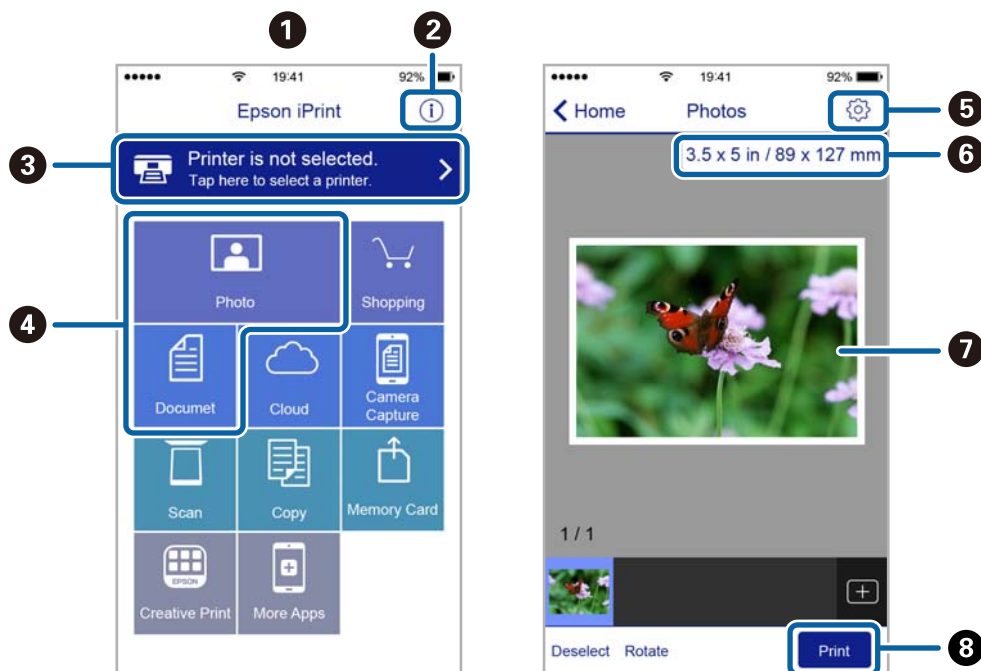 1
2
19:41
92%
Epson iPrint
i
3
Printer is not selected.
Tap here to select a printer.
4
Photo
Shopping
Documet
Cloud
Camera
Capture
Scan
Copy
Memory Card
EPSON
Creative Print
More Apps
19:41
92%
Home
Photos
5
3.5 x 5 in / 89 x 127 mm
6
7
1 / 1
Deselect
Rotate
Print
8